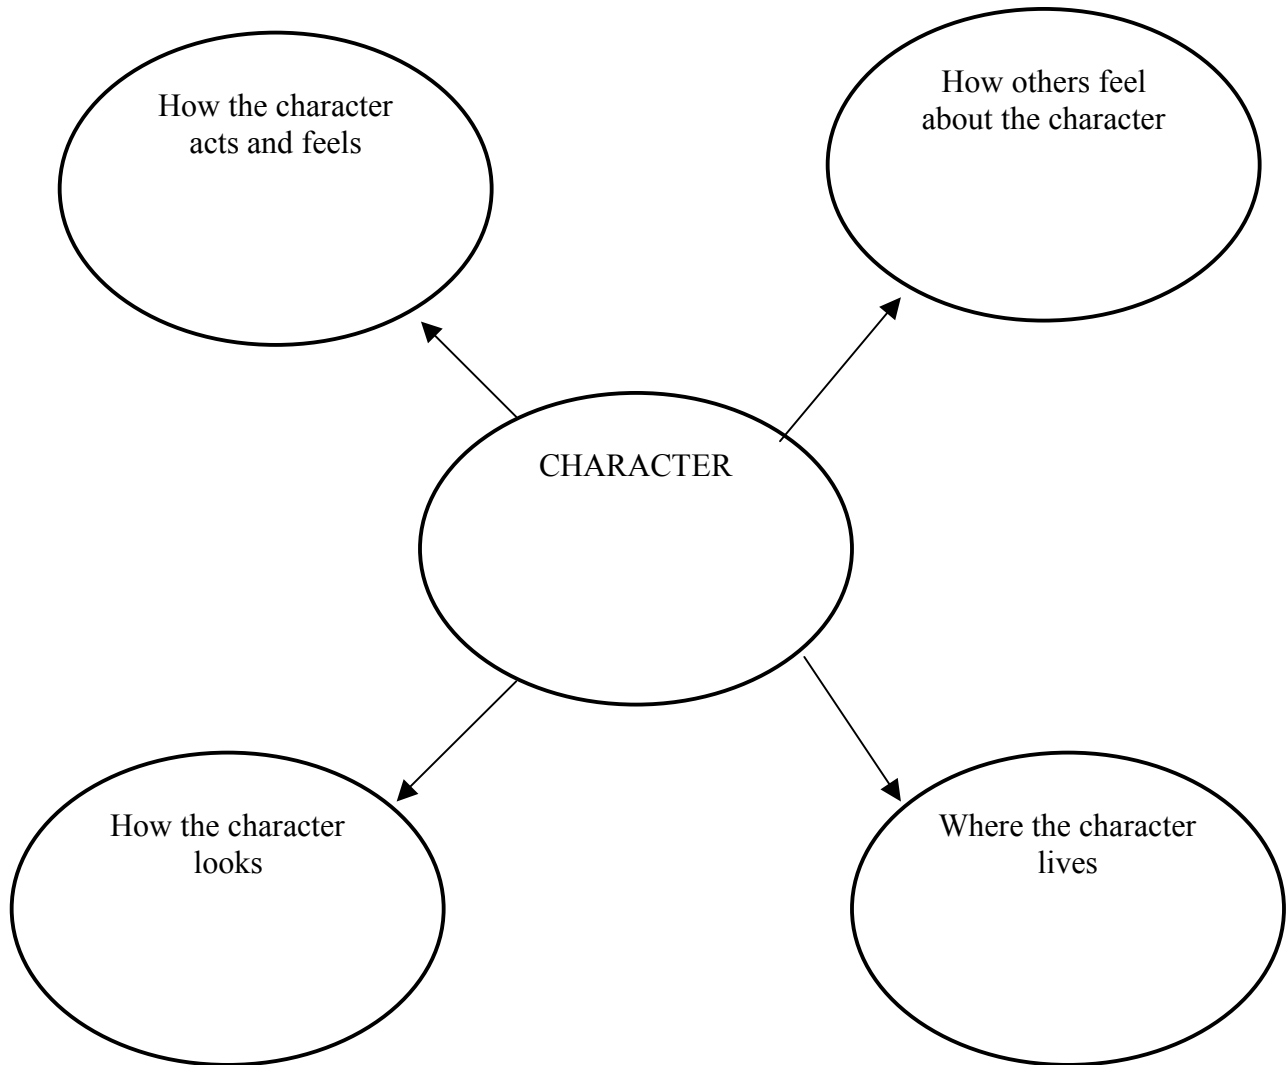 How the character
acts and feels
How others feel
about the character
CHARACTER
How the character
looks
Where the character
lives